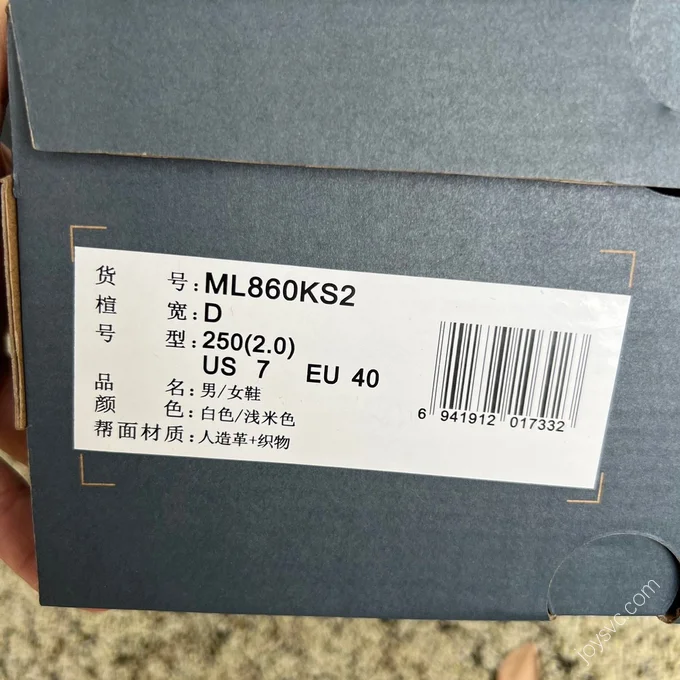 货 号: ML860KS2
楦 宽: D
号 型: 250(2.0)
US 7 EU 40
品 名: 男/女鞋
颜 色: 白色/浅米色
帮面材质: 人造革+织物
6 941912 017332
joysvc.com